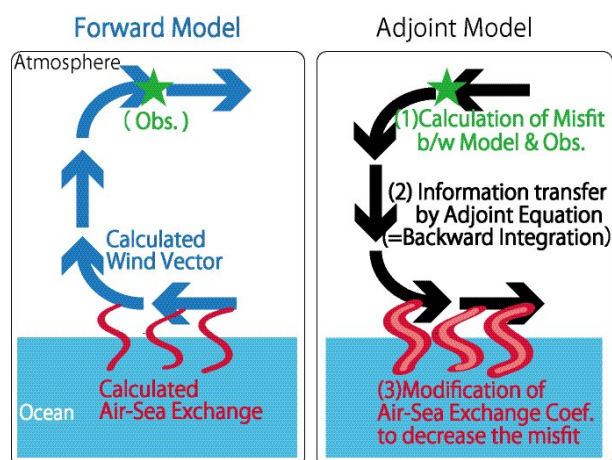 Forward Model
Atmosphere
( Obs. )
Calculated
Wind Vector
Calculated
Air-Sea Exchange
Ocean
Adjoint Model
(1)Calculation of Misfit
b/w Model & Obs.
(2) Information transfer
by Adjoint Equation
(=Backward Integration)
(3)Modification of
Air-Sea Exchange Coef.
to decrease the misfit